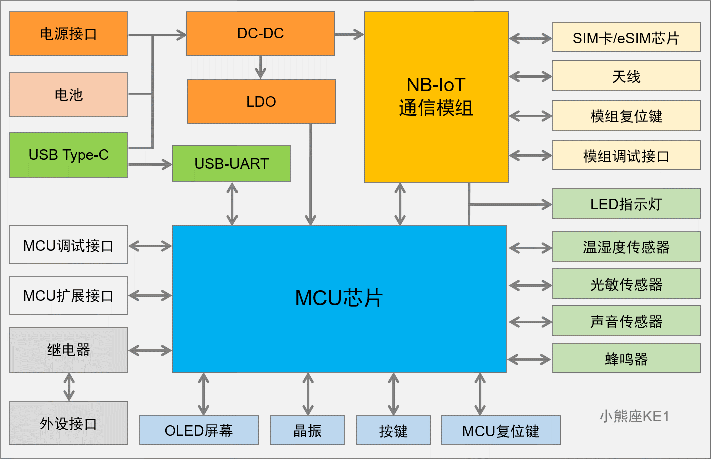 电源接口
DC-DC
NB-IoT
通信模组
SIM卡/eSIM芯片
天线
电池
LDO
模组复位键
USB Type-C
USB-UART
模组调试接口
LED指示灯
MCU调试接口
温湿度传感器
MCU扩展接口
MCU芯片
光敏传感器
声音传感器
继电器
蜂鸣器
外设接口
OLED屏幕
晶振
按键
MCU复位键
小熊座KE1